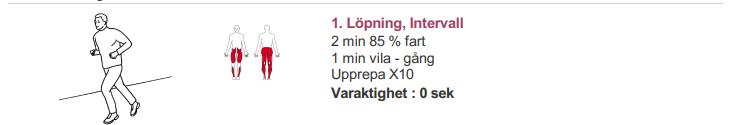 1. Löpning, Intervall
2 min 85 % fart
1 min vila - gång
Upprepa X10
Varaktighet : 0 sek